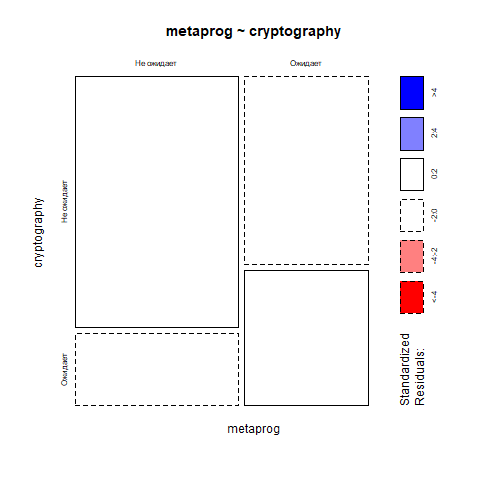 metaprog ~ cryptography
Не ожидает
Ожидает
cryptography
Не ожидает
Ожидает
metaprog
Standardized
Residuals:
<-4
-4:-2
-2:0
0:2
2:4
>4